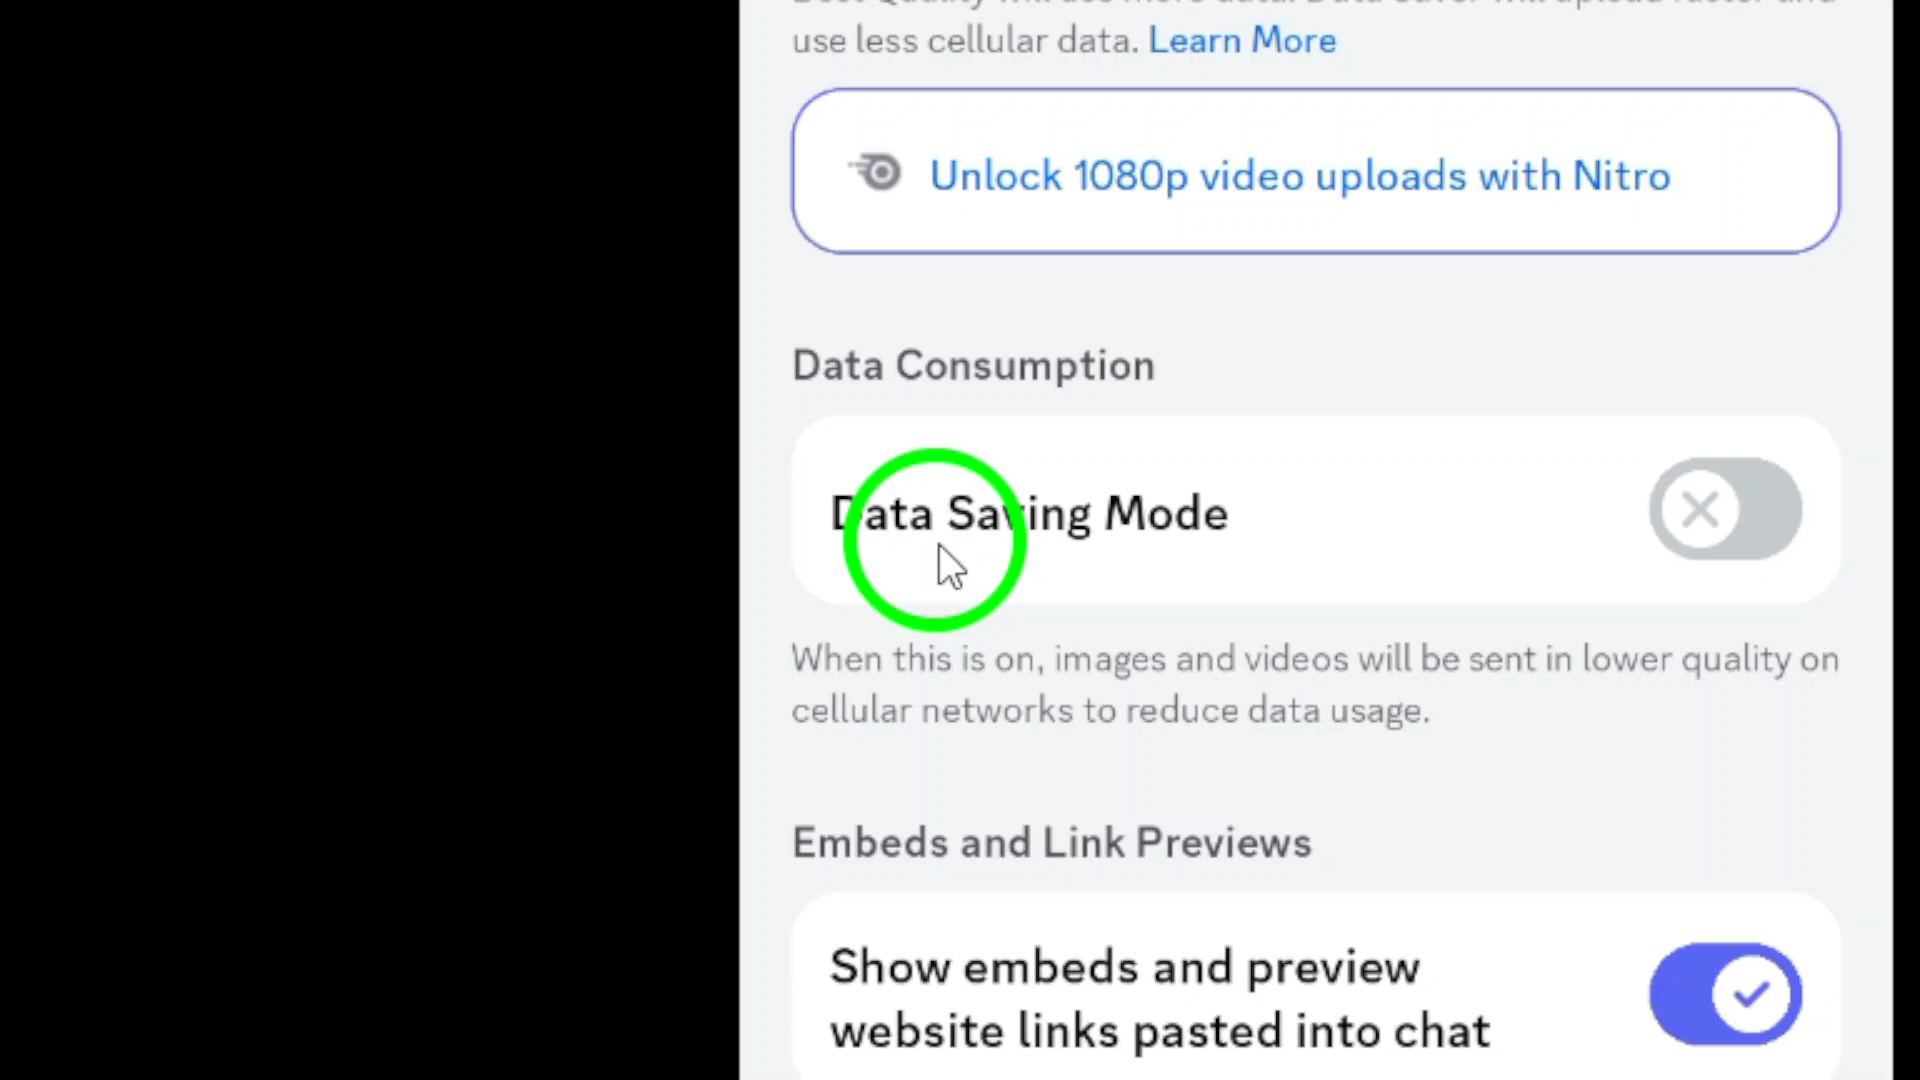 use less cellular data. Learn More
Unlock 1080p video uploads with Nitro
Data Consumption
Data Saving Mode
When this is on, images and videos will be sent in lower quality on
cellular networks to reduce data usage.
Embeds and Link Previews
Show embeds and preview
website links pasted into chat